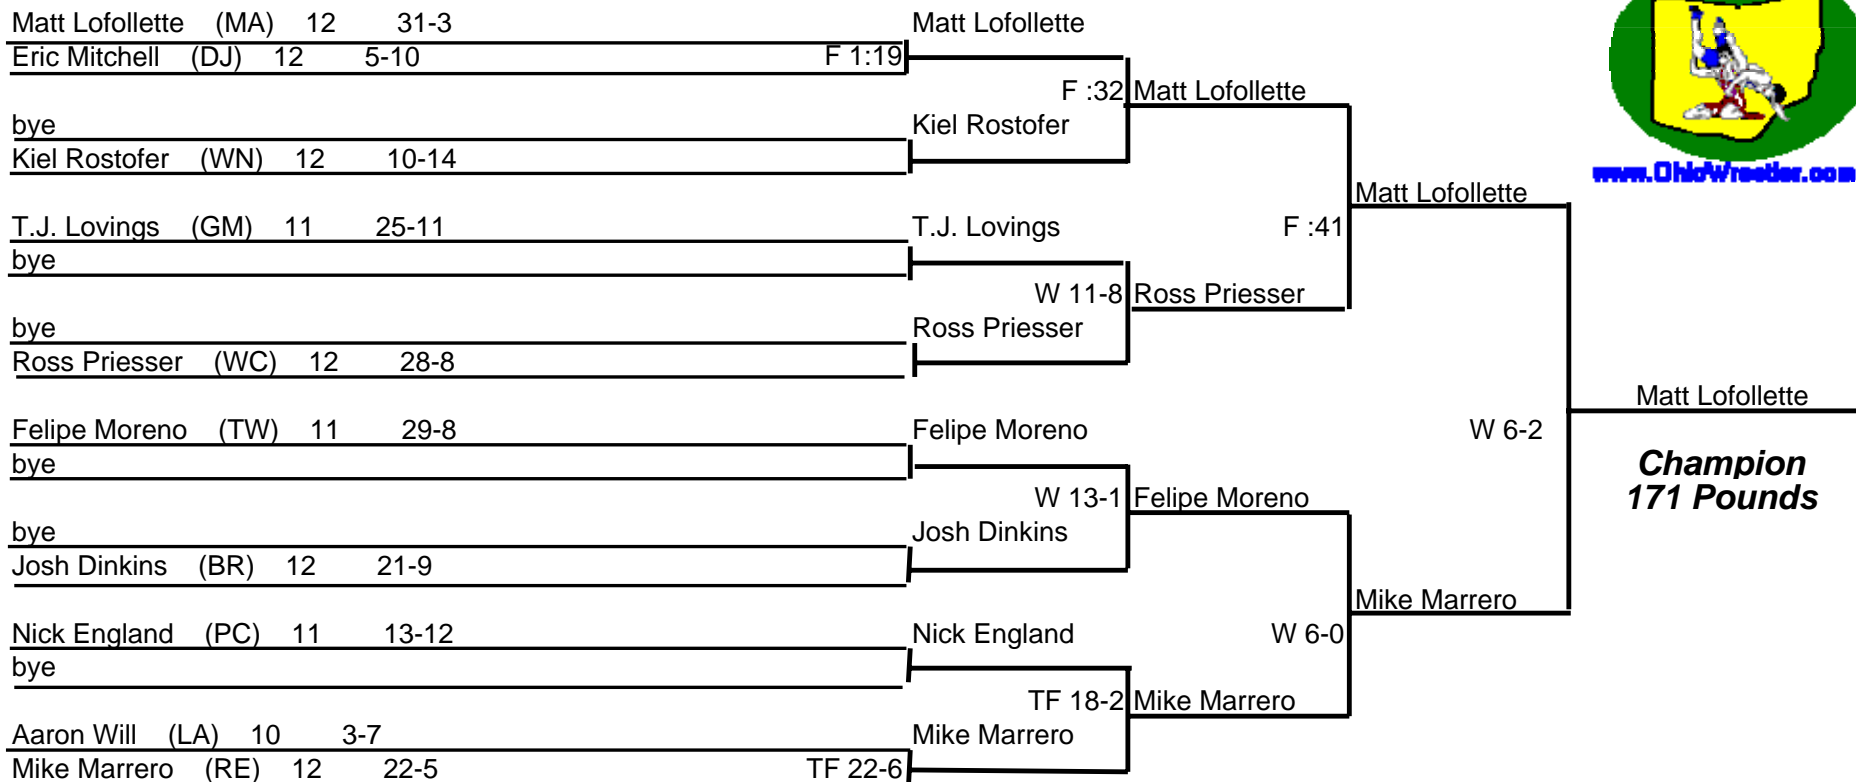 Matt Lofollette (MA) 12 31-3 Matt Lofollette
Eric Mitchell (DJ) 12 5-10 F 1:19
F :32 Matt Lofollette
bye Kiel Rostofer
Kiel Rostofer (WN) 12 10-14
www.OhioWrestler.com
Matt Lofollette
T.J. Lovings (GM) 11 25-11 T.J. Lovings F :41
bye
W 11-8 Ross Priesser
bye Ross Priesser
Ross Priesser (WC) 12 28-8
Matt Lofollette
Felipe Moreno (TW) 11 29-8 Felipe Moreno W 6-2
bye
Champion
171 Pounds
W 13-1 Felipe Moreno
bye Josh Dinkins
Josh Dinkins (BR) 12 21-9
Mike Marrero
Nick England (PC) 11 13-12 Nick England W 6-0
bye
TF 18-2 Mike Marrero
Aaron Will (LA) 10 3-7 Mike Marrero
Mike Marrero (RE) 12 22-5 TF 22-6